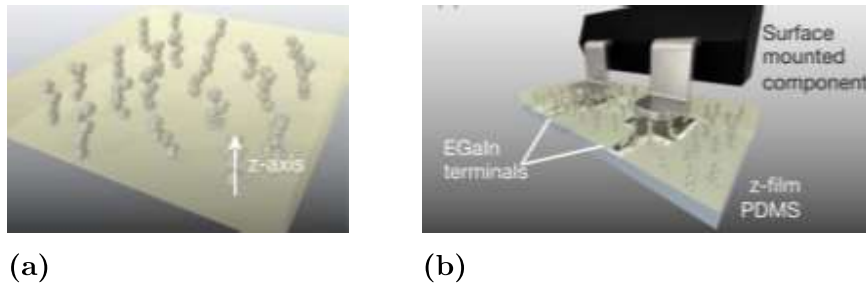 z-axis
Surface
mounted
component
EGaIn
terminals
z-film
PDMS
(a)
(b)